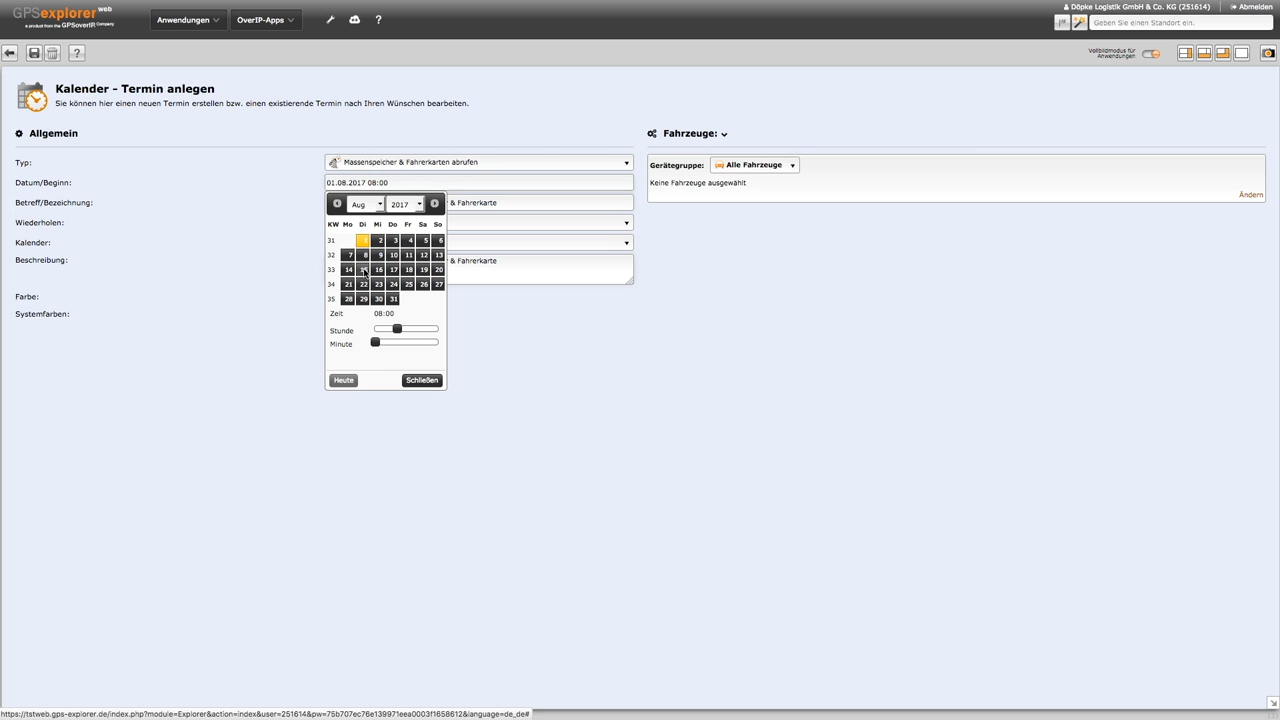 GPSexplorer web
a product from the GPSoverIP Company
Anwendungen
OverIP-Apps
?
Döpke Logistik GmbH & Co. KG (251614)
Abmelden
Geben Sie einen Standort ein.
?
Vollbildmodus für
Anwendungen
Kalender - Termin anlegen
Sie können hier einen neuen Termin erstellen bzw. einen existierende Termin nach Ihren Wünschen bearbeiten.
Allgemein
Typ:
Massenspeicher & Fahrerkarten abrufen
Datum/Beginn:
01.08.2017 08:00
Betreff/Bezeichnung:
& Fahrerkarte
Wiederholen:
Kalender:
Beschreibung:
& Fahrerkarte
Farbe:
Systemfarben:
Aug 2017
KW Mo Di Mi Do Fr Sa So
31 1 2 3 4 5 6
32 7 8 9 10 11 12 13
33 14 15 16 17 18 19 20
34 21 22 23 24 25 26 27
35 28 29 30 31
Zeit 08:00
Stunde
Minute
Heute
Schließen
Fahrzeuge:
Gerätegruppe:
Alle Fahrzeuge
Keine Fahrzeuge ausgewählt
Ändern
https://tstweb.gps-explorer.de/index.php?module=Explorer&action=index&user=251614&pw=75b707ec76e139971eea0003f1658612&language=de_de#